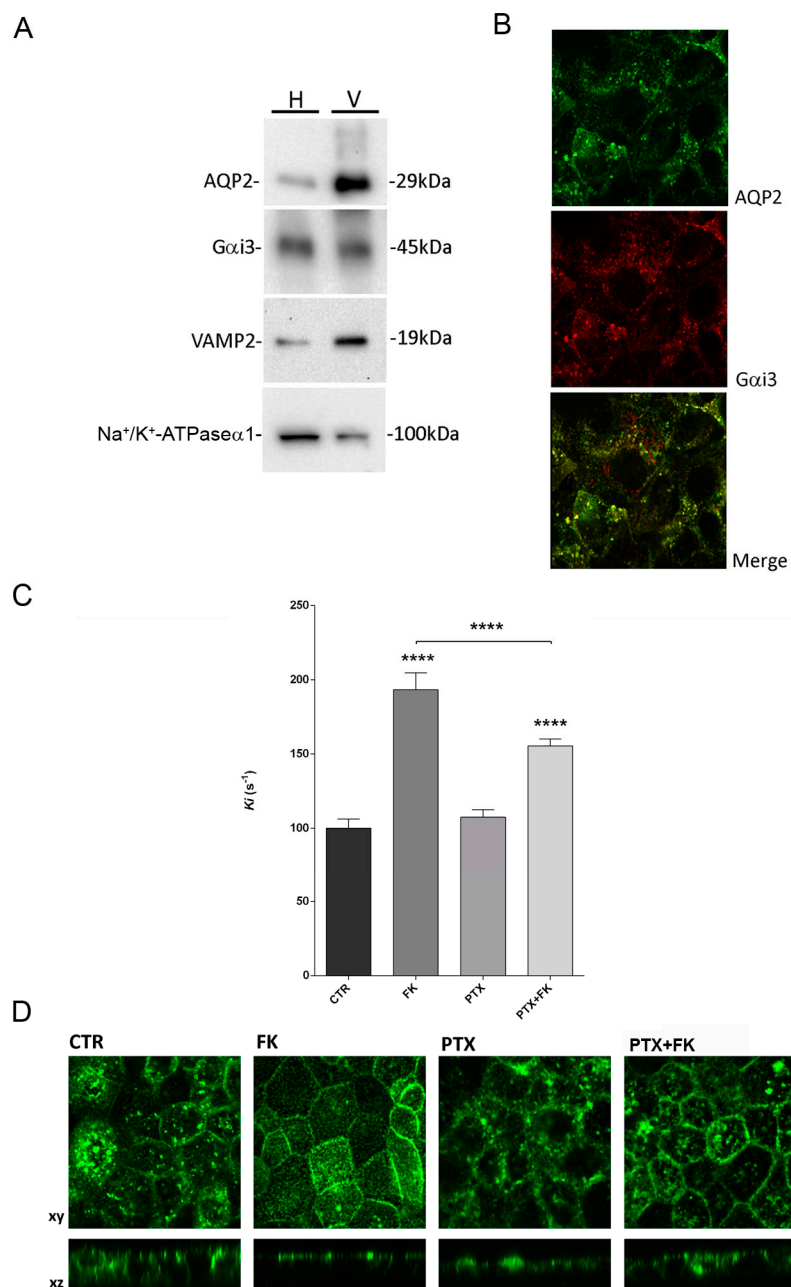 A
H V
AQP2- -29kDa
Gαi3- -45kDa
VAMP2- -19kDa
Na⁺/K⁺-ATPaseα1- -100kDa
B
AQP2
Gαi3
Merge
C
Ki (s⁻¹)
250
200
150
100
50
0
****
****
****
CTR FK PTX PTX+FK
D
CTR FK PTX PTX+FK
xy
xz